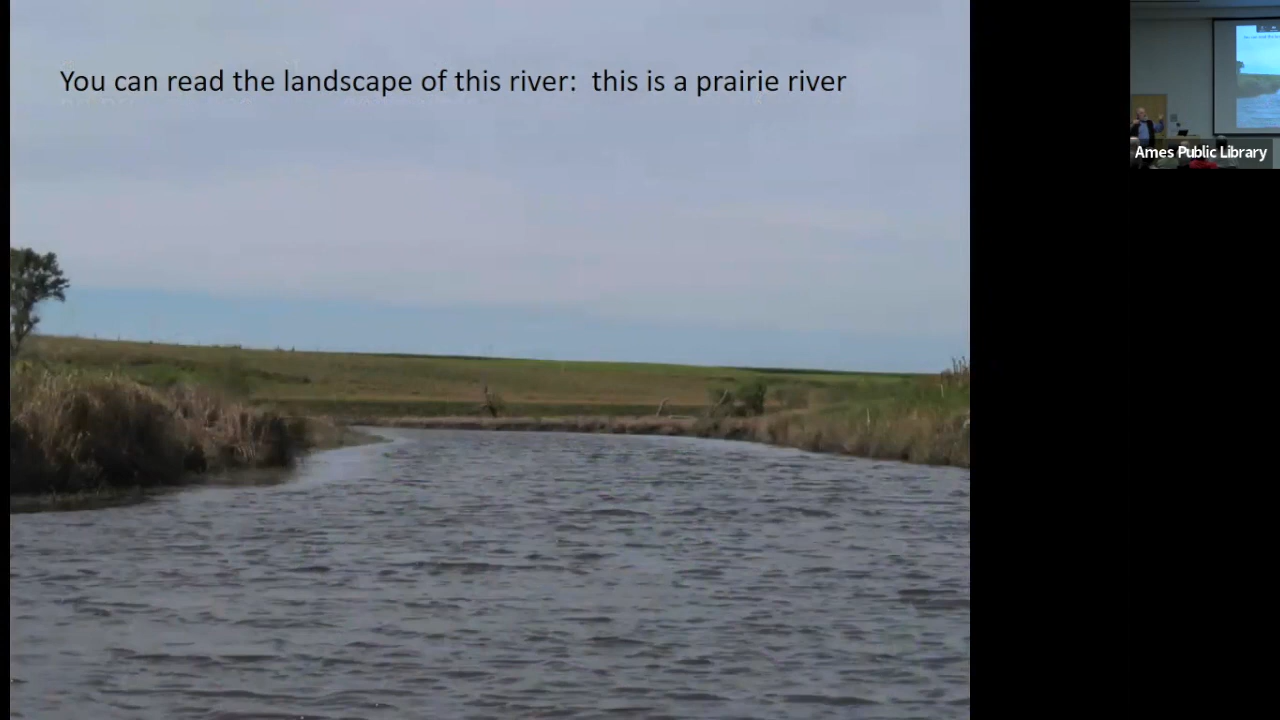 You can read the landscape of this river:  this is a prairie river
Ames Public Library